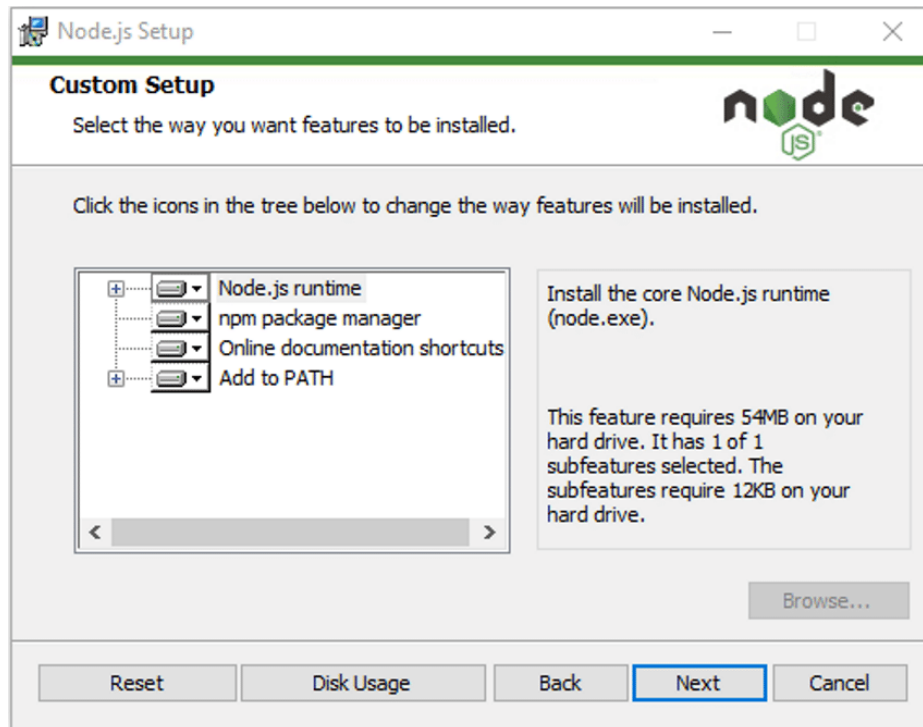 Node.js Setup
Custom Setup
Select the way you want features to be installed.
node
JS
Click the icons in the tree below to change the way features will be installed.
Node.js runtime
npm package manager
Online documentation shortcuts
Add to PATH
Install the core Node.js runtime
(node.exe).
This feature requires 54MB on your
hard drive. It has 1 of 1
subfeatures selected. The
subfeatures require 12KB on your
hard drive.
Browse...
Reset
Disk Usage
Back
Next
Cancel